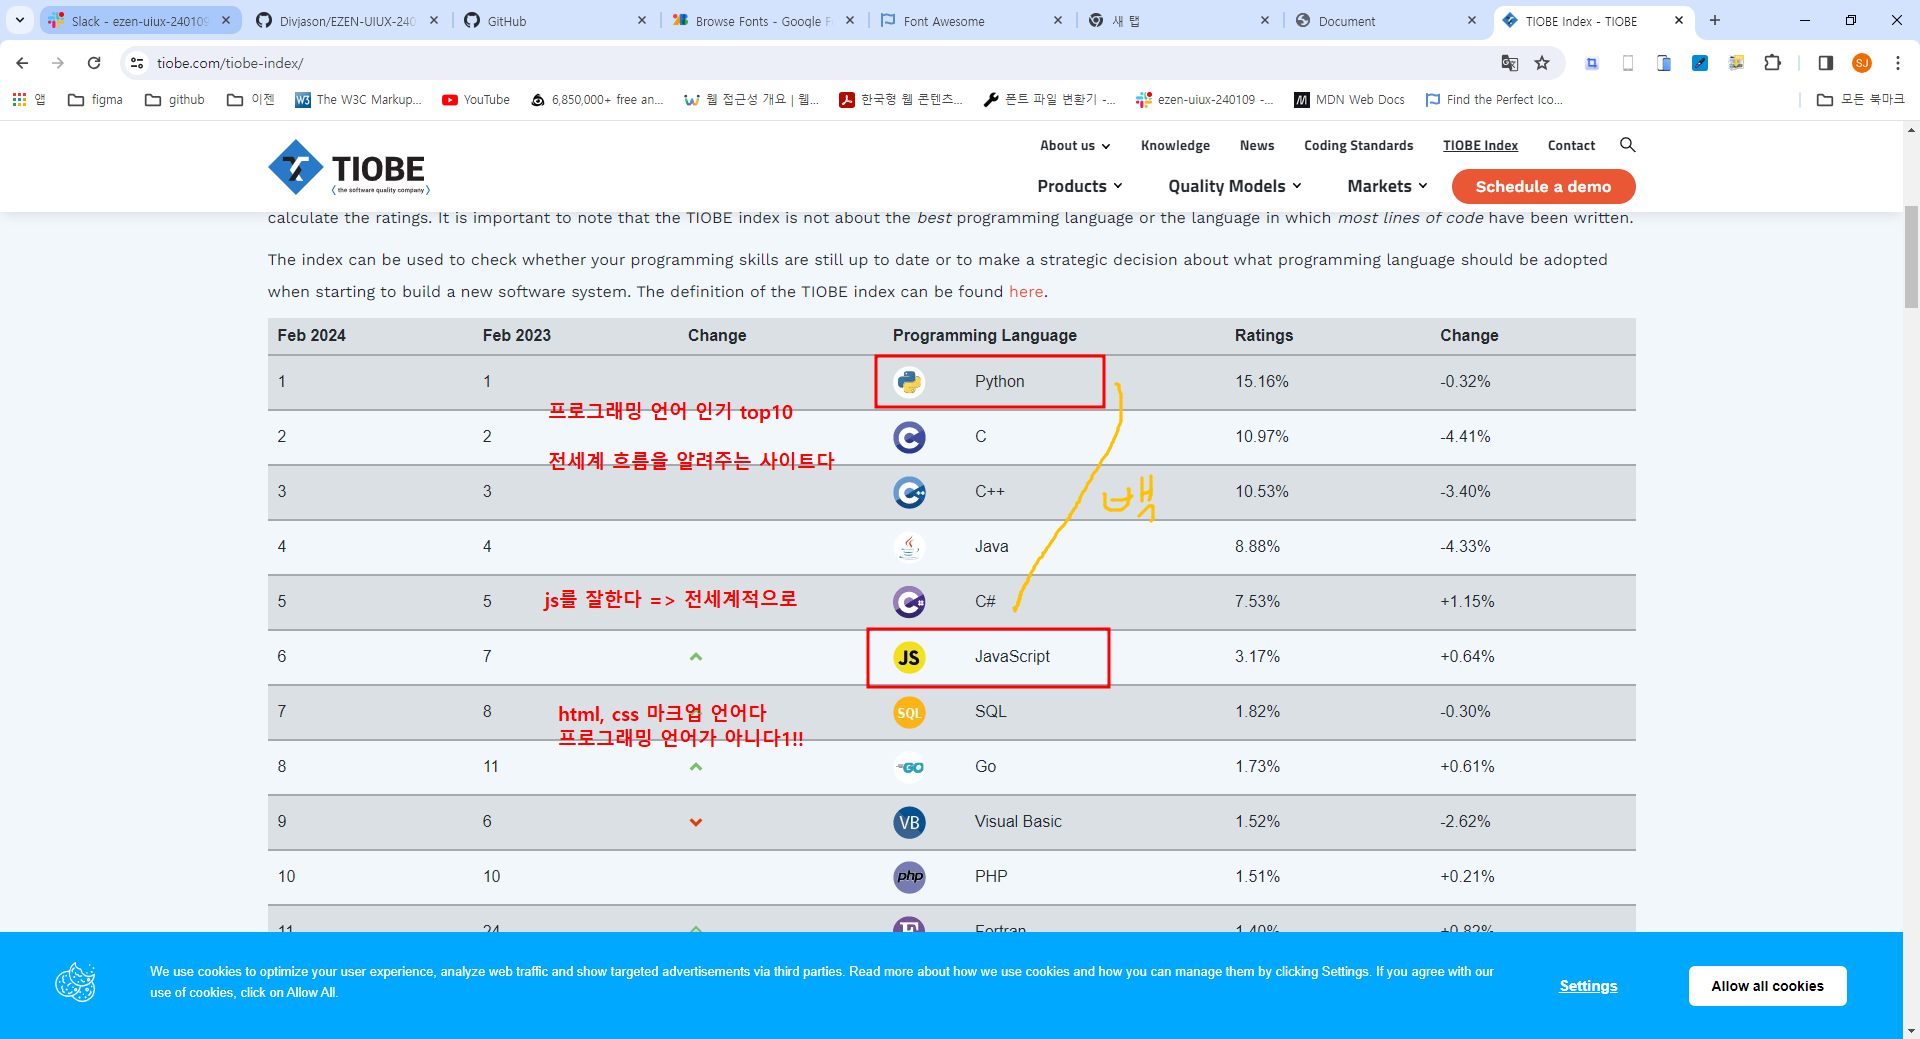 Slack - ezen-uiux-240109
Divjason/EZEN-UIUX-240
GitHub
Browse Fonts - Google F
Font Awesome
새 탭
Document
TIOBE Index - TIOBE
tiobe.com/tiobe-index/
SJ
앱
figma
github
이젠
The W3C Markup...
YouTube
6,850,000+ free an...
웹 접근성 개요 | 웹...
한국형 웹 콘텐츠...
폰트 파일 변환기 -...
ezen-uiux-240109 -...
MDN Web Docs
Find the Perfect Ico...
모든 북마크
TIOBE
(the software quality company)
About us
Knowledge
News
Coding Standards
TIOBE Index
Contact
Products
Quality Models
Markets
Schedule a demo
calculate the ratings. It is important to note that the TIOBE index is not about the best programming language or the language in which most lines of code have been written.
The index can be used to check whether your programming skills are still up to date or to make a strategic decision about what programming language should be adopted
when starting to build a new software system. The definition of the TIOBE index can be found here.
Feb 2024 Feb 2023 Change Programming Language Ratings Change
1 1 Python 15.16% -0.32%
프로그래밍 언어 인기 top10
2 2 C 10.97% -4.41%
전세계 흐름을 알려주는 사이트다
3 3 C++ 10.53% -3.40%
백
4 4 Java 8.88% -4.33%
5 5 C# 7.53% +1.15%
js를 잘한다 => 전세계적으로
6 7 JS JavaScript 3.17% +0.64%
7 8 SQL SQL 1.82% -0.30%
html, css 마크업 언어다
프로그래밍 언어가 아니다1!!
8 11 GO Go 1.73% +0.61%
9 6 VB Visual Basic 1.52% -2.62%
10 10 php PHP 1.51% +0.21%
11 24 F Fortran 1.40% +0.82%
We use cookies to optimize your user experience, analyze web traffic and show targeted advertisements via third parties. Read more about how we use cookies and how you can manage them by clicking Settings. If you agree with our
use of cookies, click on Allow All.
Settings
Allow all cookies